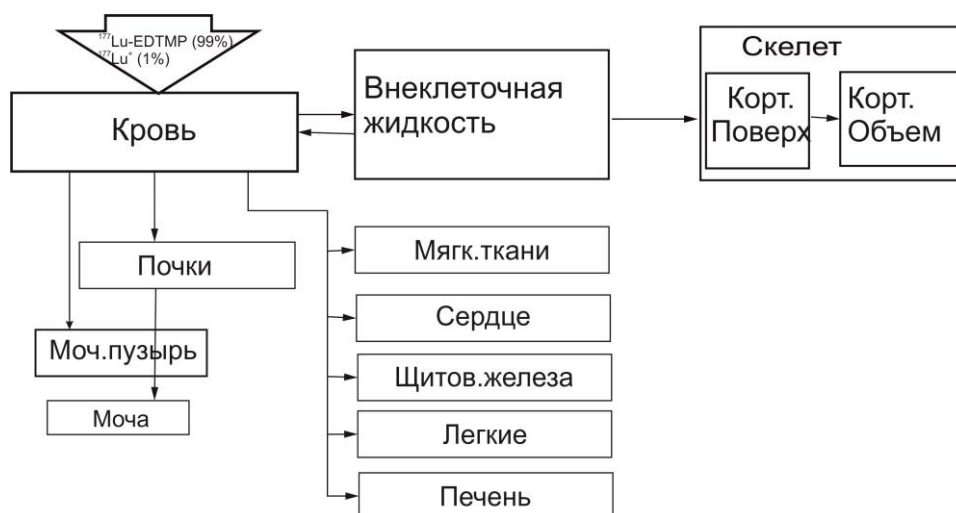 ¹⁷⁷Lu-EDTMP (99%)
¹⁷⁷Lu* (1%)
Кровь
Внеклеточная
жидкость
Скелет
Корт.
Поверх
Корт.
Объем
Почки
Моч.пузырь
Моча
Мягк.ткани
Сердце
Щитов.железа
Легкие
Печень